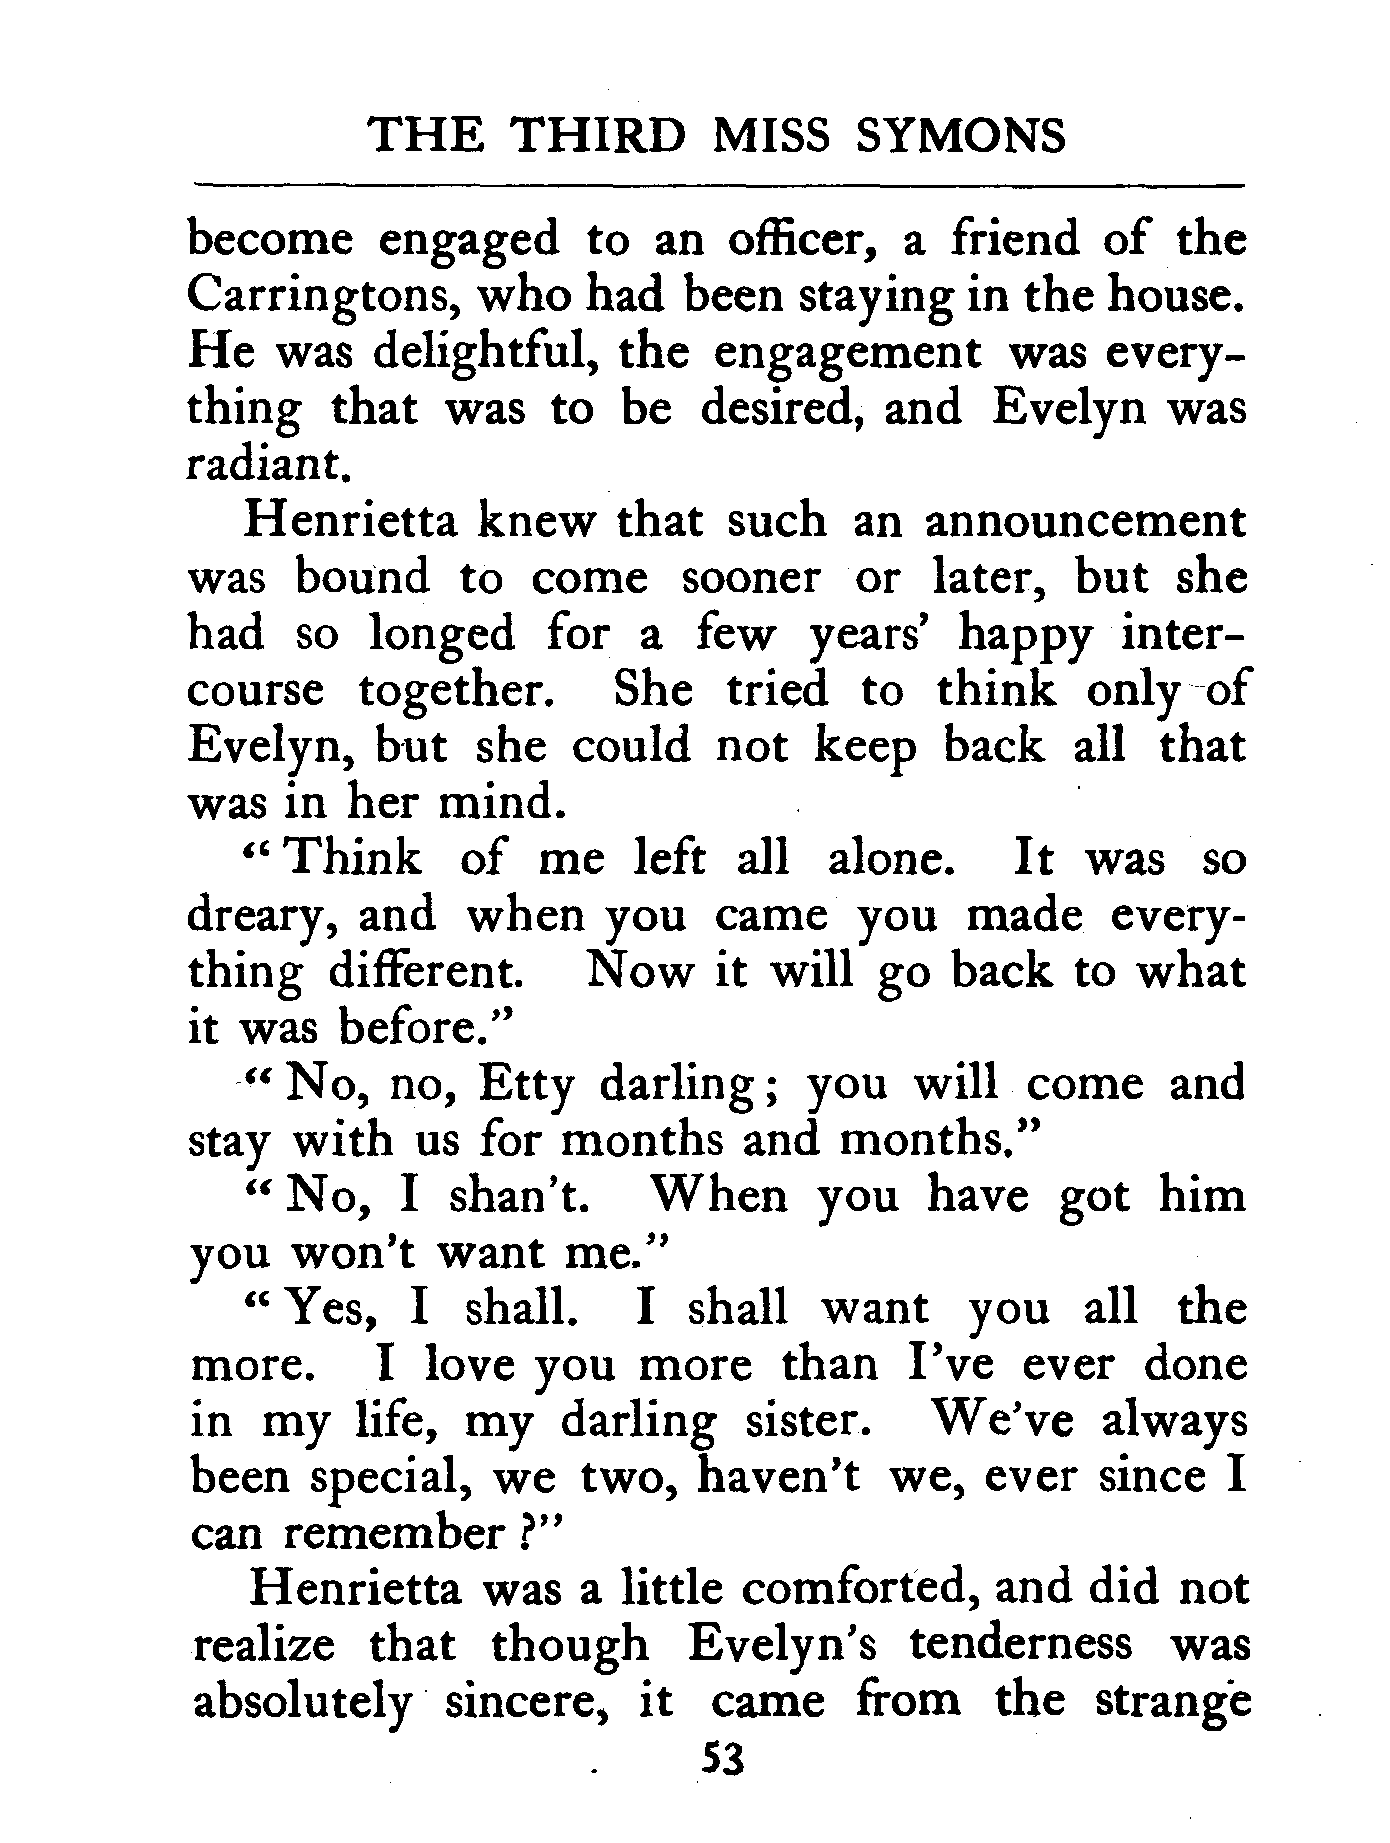 THE THIRD MISS SYMONS
become engaged to an officer, a friend of the
Carringtons, who had been staying in the house.
He was delightful, the engagement was every-
thing that was to be desired, and Evelyn was
radiant.
Henrietta knew that such an announcement
was bound to come sooner or later, but she
had so longed for a few years' happy inter-
course together. She tried to think only of
Evelyn, but she could not keep back all that
was in her mind.
“ Think of me left all alone. It was so
dreary, and when you came you made every-
thing different. Now it will go back to what
it was before.”
“ No, no, Etty darling ; you will come and
stay with us for months and months.”
“ No, I shan't. When you have got him
you won't want me.”
“ Yes, I shall. I shall want you all the
more. I love you more than I've ever done
in my life, my darling sister. We've always
been special, we two, haven't we, ever since I
can remember ?”
Henrietta was a little comforted, and did not
realize that though Evelyn's tenderness was
absolutely sincere, it came from the strange
53